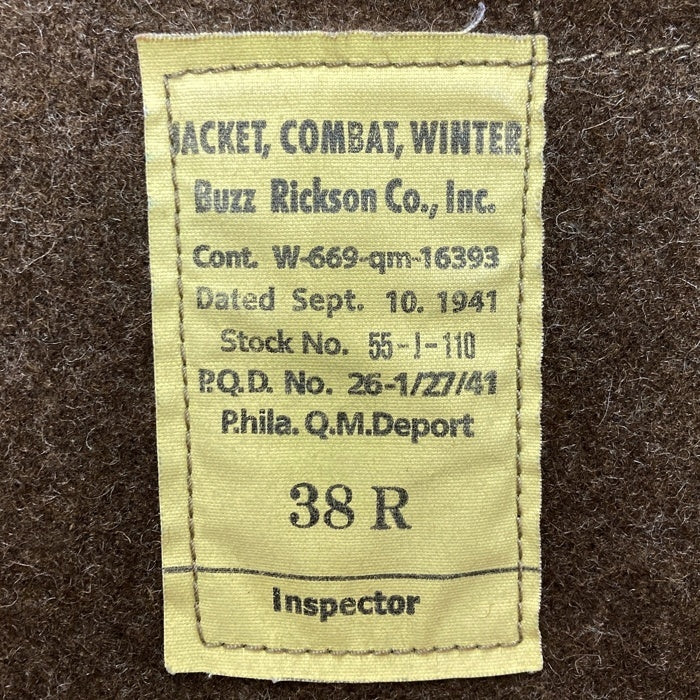 JACKET, COMBAT, WINTER
Buzz Rickson Co., Inc.
Cont. W-669-qm-16393
Dated Sept. 10. 1941
Stock No. 55-J-110
P.Q.D. No. 26-1/27/41
P.hila. Q.M.Deport
38 R
Inspector